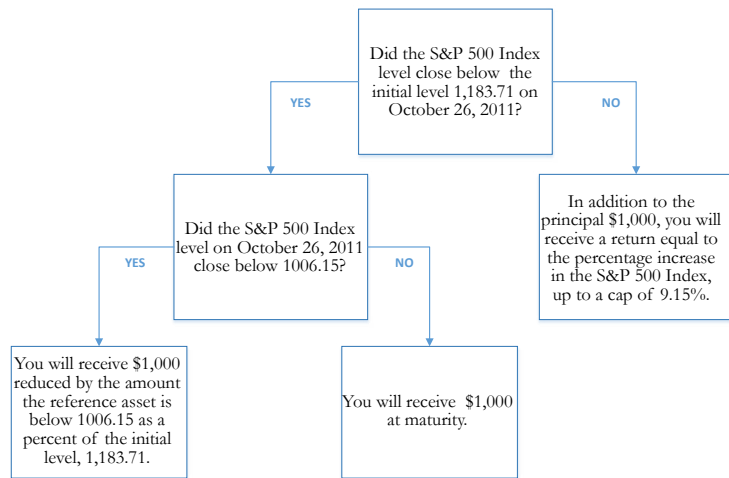 Did the S&P 500 Index
level close below the
initial level 1,183.71 on
October 26, 2011?
YES
NO
Did the S&P 500 Index
level on October 26, 2011
close below 1006.15?
In addition to the
principal $1,000, you will
receive a return equal to
the percentage increase
in the S&P 500 Index,
up to a cap of 9.15%.
YES
NO
You will receive $1,000
reduced by the amount
the reference asset is
below 1006.15 as a
percent of the initial
level, 1,183.71.
You will receive $1,000
at maturity.